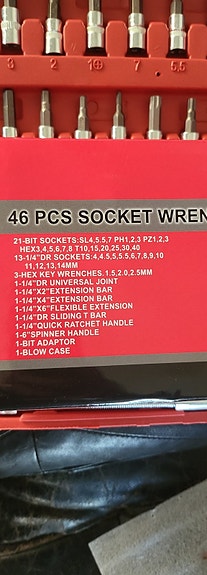 3 2 1 7 5.5
46 PCS SOCKET WREN
21-BIT SOCKETS:SL4,5.5,7 PH1,2,3 PZ1,2,3
HEX3,4,5,6,7,8 T10,15,20,25,30,40
13-1/4"DR SOCKETS:4,4.5,5,5.5,6,7,8,9,10
11,12,13,14MM
3-HEX KEY WRENCHES.1.5,2.0,2.5MM
1-1/4"DR UNIVERSAL JOINT
1-1/4"X2"EXTENSION BAR
1-1/4"X4"EXTENSION BAR
1-1/4"X6"FLEXIBLE EXTENSION
1-1/4"DR SLIDING T BAR
1-1/4"QUICK RATCHET HANDLE
1-6"SPINNER HANDLE
1-BIT ADAPTOR
1-BLOW CASE